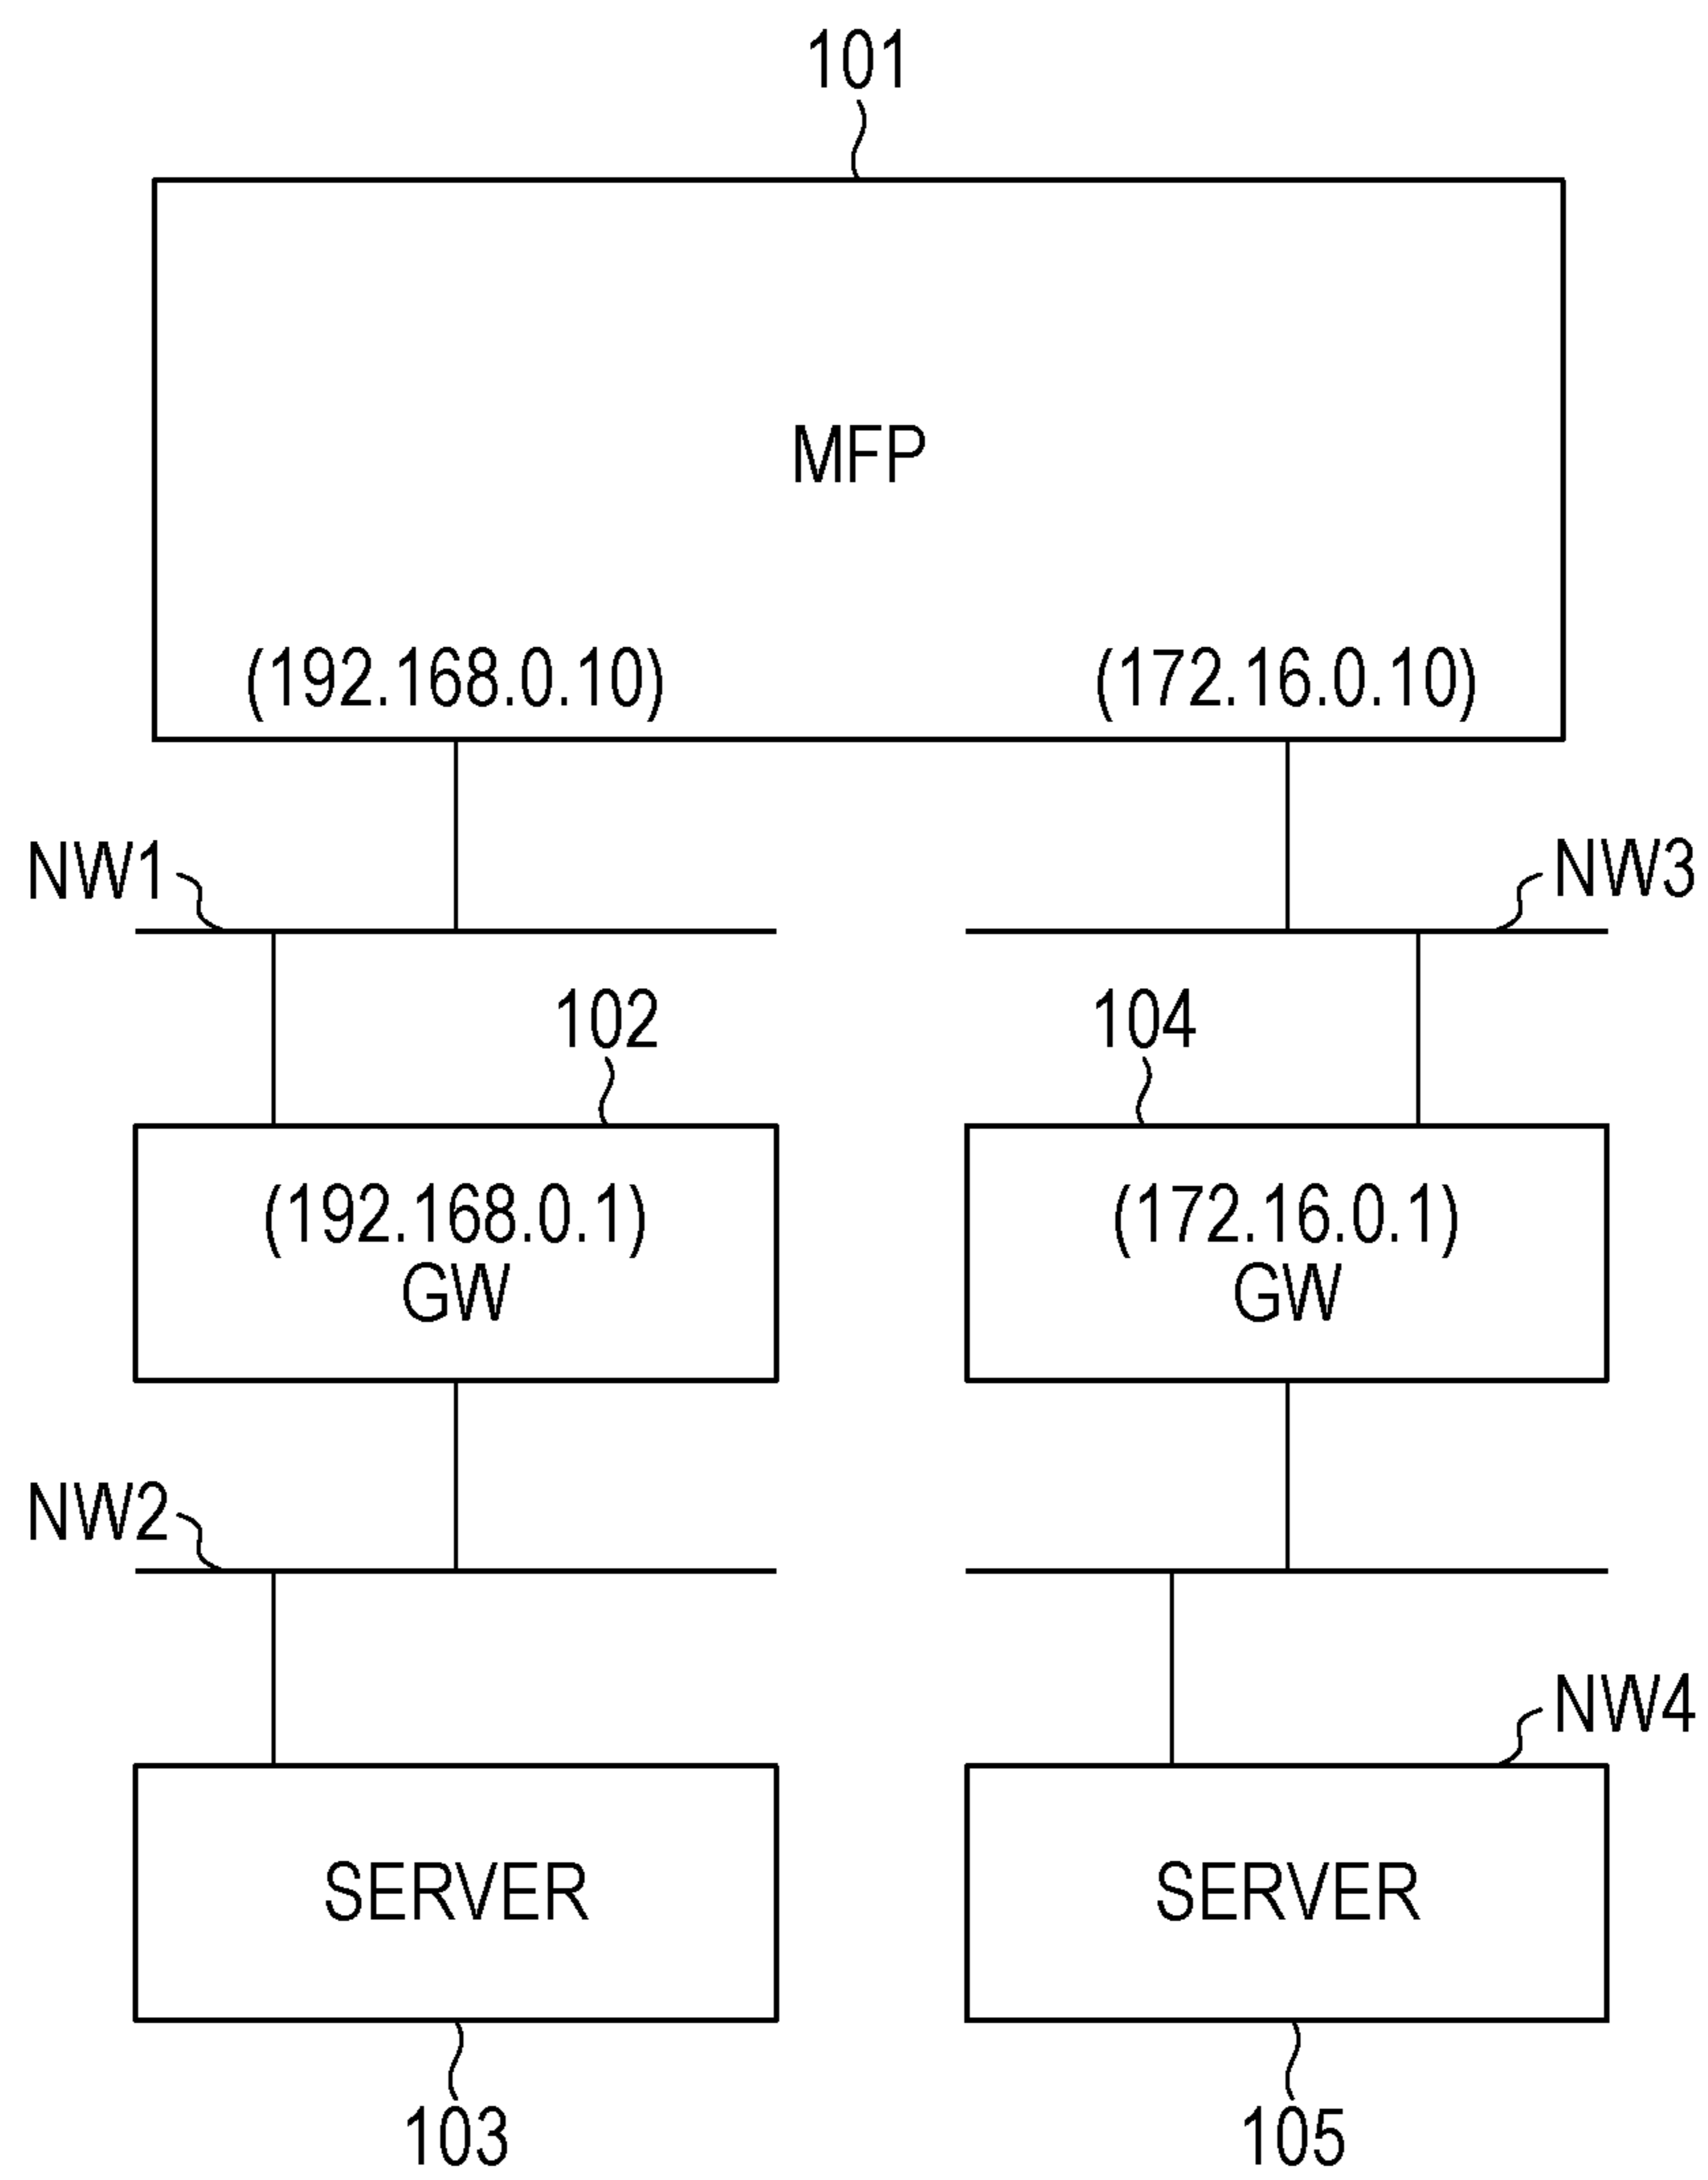 101
MFP
(192.168.0.10)
(172.16.0.10)
NW1
NW3
102
104
(192.168.0.1)
GW
(172.16.0.1)
GW
NW2
NW4
SERVER
SERVER
103
105